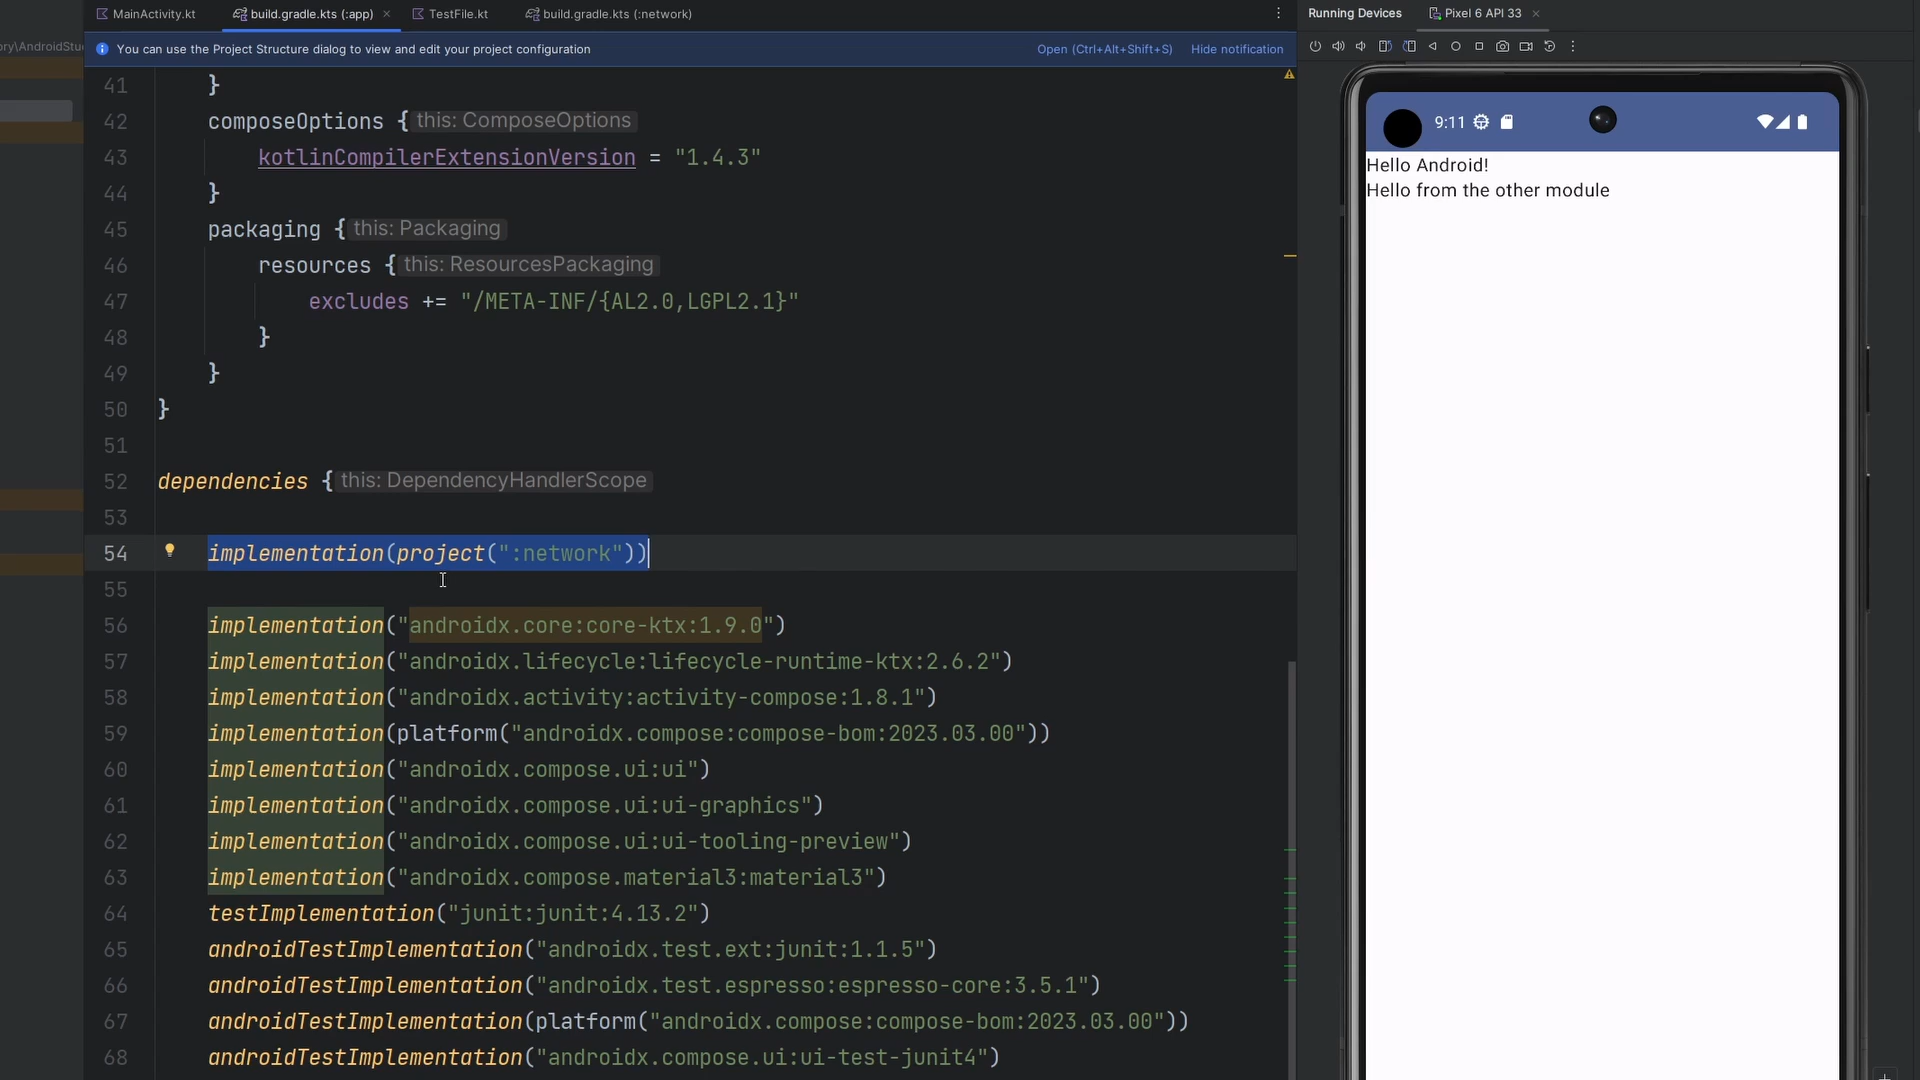 MainActivity.kt
build.gradle.kts (:app)
TestFile.kt
build.gradle.kts (:network)
Running Devices
Pixel 6 API 33
ory\AndroidStu
You can use the Project Structure dialog to view and edit your project configuration
Open (Ctrl+Alt+Shift+S)
Hide notification
41 }
42 composeOptions { this: ComposeOptions
43 kotlinCompilerExtensionVersion = "1.4.3"
44 }
45 packaging { this: Packaging
46 resources { this: ResourcesPackaging
47 excludes += "/META-INF/{AL2.0,LGPL2.1}"
48 }
49 }
50 }
51
52 dependencies { this: DependencyHandlerScope
53
54 implementation(project(":network"))
55
56 implementation("androidx.core:core-ktx:1.9.0")
57 implementation("androidx.lifecycle:lifecycle-runtime-ktx:2.6.2")
58 implementation("androidx.activity:activity-compose:1.8.1")
59 implementation(platform("androidx.compose:compose-bom:2023.03.00"))
60 implementation("androidx.compose.ui:ui")
61 implementation("androidx.compose.ui:ui-graphics")
62 implementation("androidx.compose.ui:ui-tooling-preview")
63 implementation("androidx.compose.material3:material3")
64 testImplementation("junit:junit:4.13.2")
65 androidTestImplementation("androidx.test.ext:junit:1.1.5")
66 androidTestImplementation("androidx.test.espresso:espresso-core:3.5.1")
67 androidTestImplementation(platform("androidx.compose:compose-bom:2023.03.00"))
68 androidTestImplementation("androidx.compose.ui:ui-test-junit4")
9:11
Hello Android!
Hello from the other module